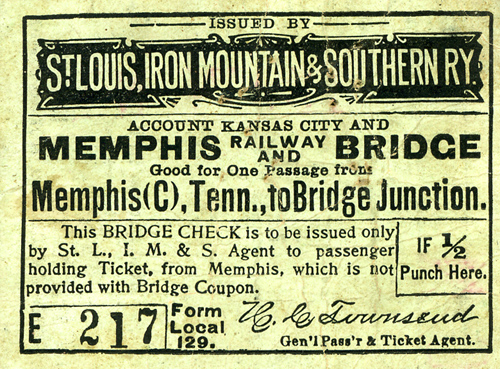 ISSUED BY
ST. LOUIS, IRON MOUNTAIN & SOUTHERN RY.
ACCOUNT KANSAS CITY AND
MEMPHIS RAILWAY AND BRIDGE
Good for One Passage from
Memphis (C), Tenn., to Bridge Junction.
This BRIDGE CHECK is to be issued only
by St. L., I. M. & S. Agent to passenger
holding Ticket, from Memphis, which is not
provided with Bridge Coupon.
IF 1/2
Punch Here.
E 217
Form
Local
129.
H. C. Townsend
Gen'l Pass'r & Ticket Agent.